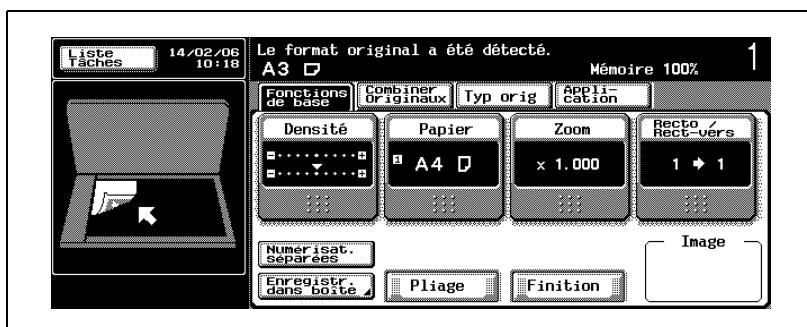 Liste
Tâches
14/02/06
10:18
Le format original a été détecté.
A3
Mémoire 100%
1
Fonctions
de base
Combiner
Originaux
Typ orig
Appli-
cation
Densité
Papier
Zoom
Recto /
Rect-vers
1 A4
x 1.000
1 → 1
Numérisat.
séparées
Enregistr.
dans boîte
Pliage
Finition
Image